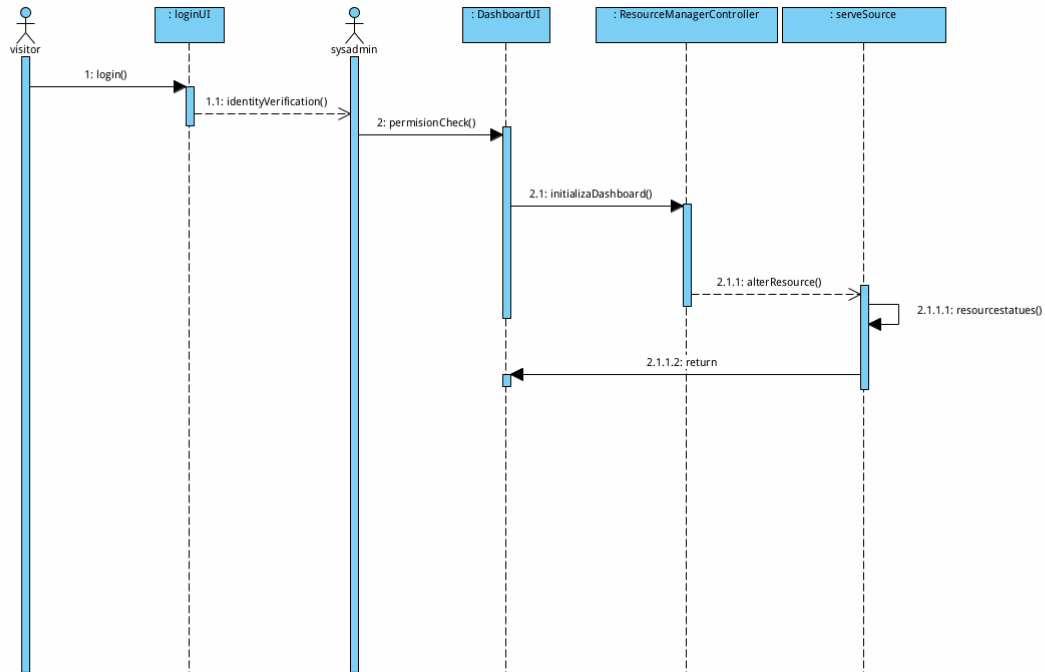 : loginUI
: DashboartUI
: ResourceManagerController
: serveSource
visitor
sysadmin
1: login()
1.1: identityVerification()
2: permisionCheck()
2.1: initializaDashboard()
2.1.1: alterResource()
2.1.1.1: resourcestatues()
2.1.1.2: return